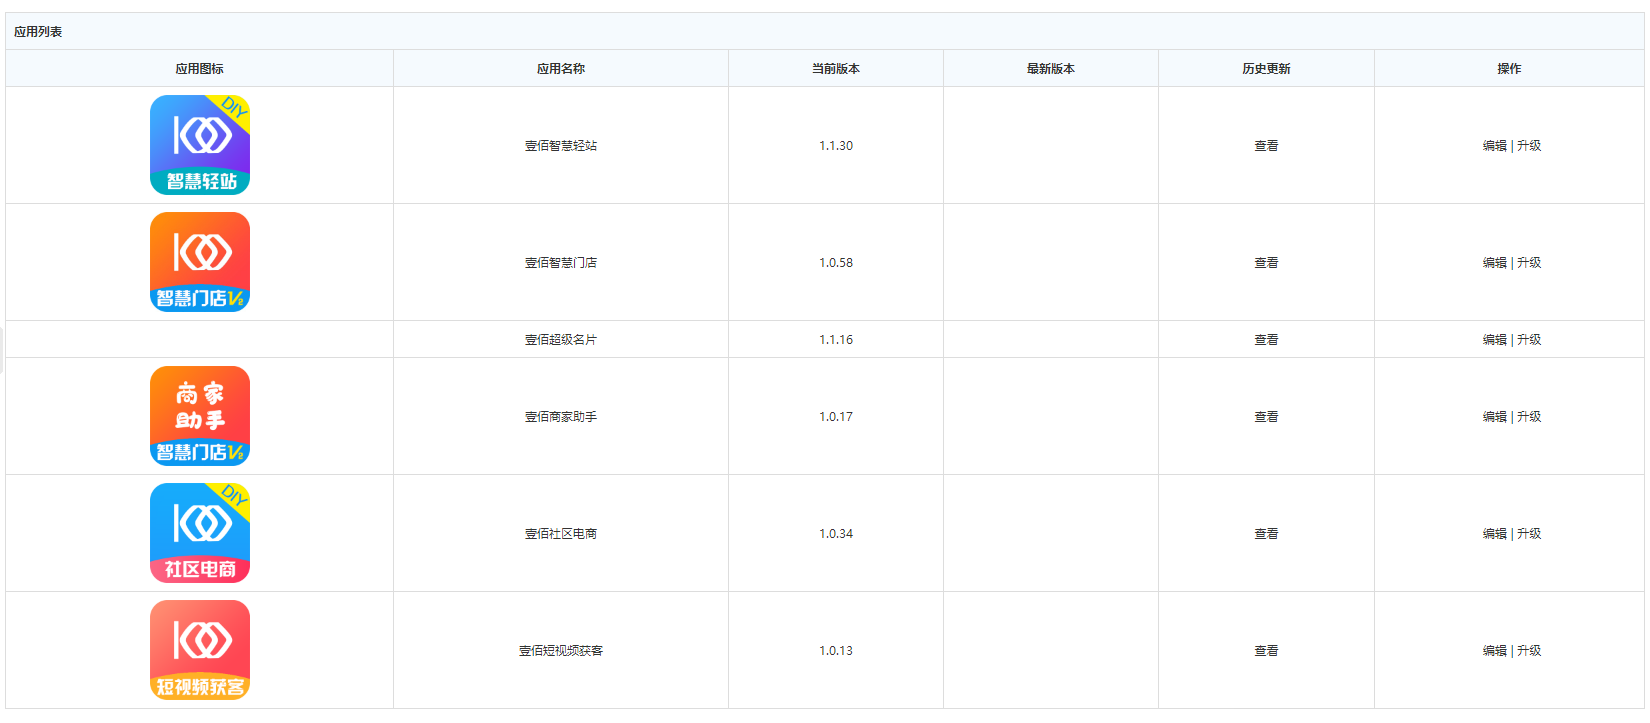 应用列表
应用图标 应用名称 当前版本 最新版本 历史更新 操作
DIY
智慧轻站
壹佰智慧轻站 1.1.30 查看 编辑 | 升级
智慧门店V2
壹佰智慧门店 1.0.58 查看 编辑 | 升级
壹佰超级名片 1.1.16 查看 编辑 | 升级
商家
助手
智慧门店V2
壹佰商家助手 1.0.17 查看 编辑 | 升级
DIY
社区电商
壹佰社区电商 1.0.34 查看 编辑 | 升级
短视频获客
壹佰短视频获客 1.0.13 查看 编辑 | 升级